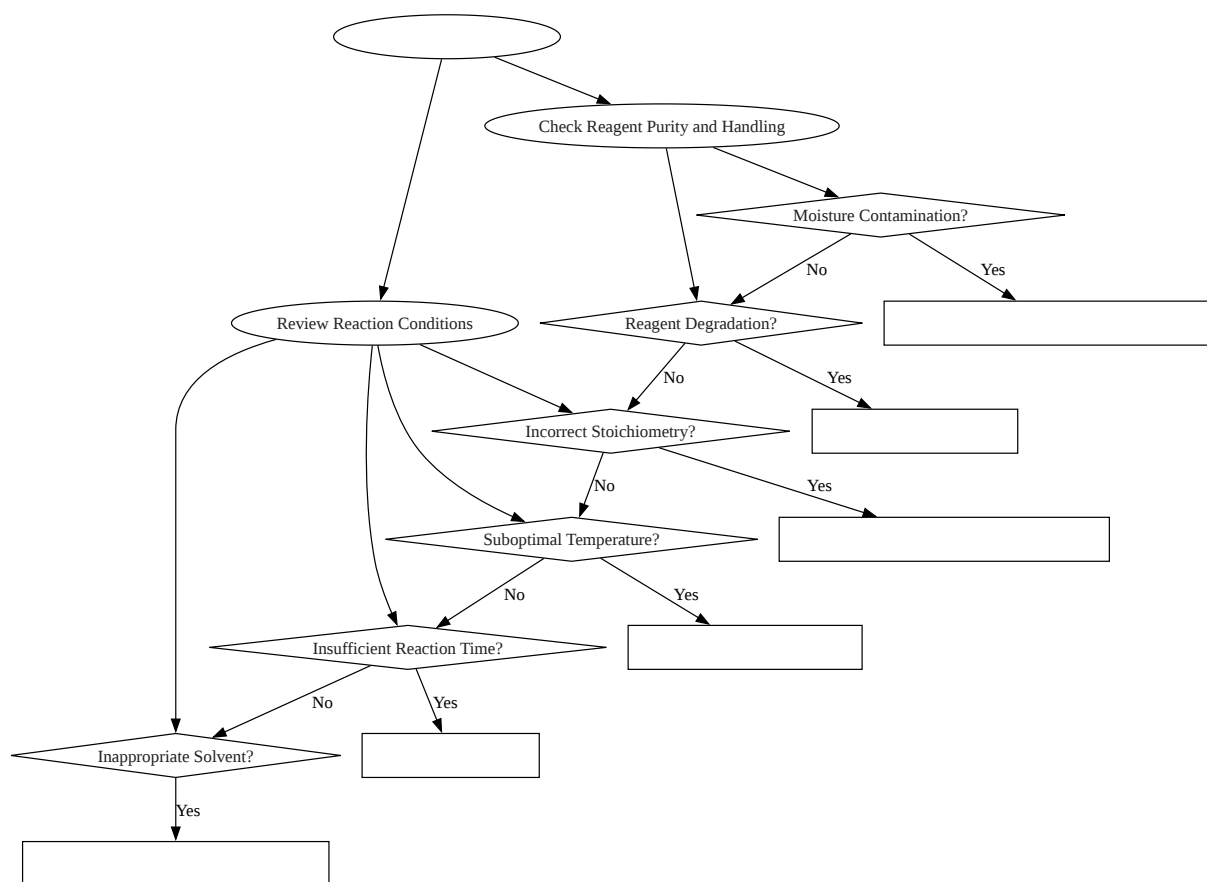 Check Reagent Purity and Handling
Moisture Contamination?
No
Yes
Review Reaction Conditions
Reagent Degradation?
No
Yes
Incorrect Stoichiometry?
No
Yes
Suboptimal Temperature?
No
Yes
Insufficient Reaction Time?
No
Yes
Inappropriate Solvent?
Yes